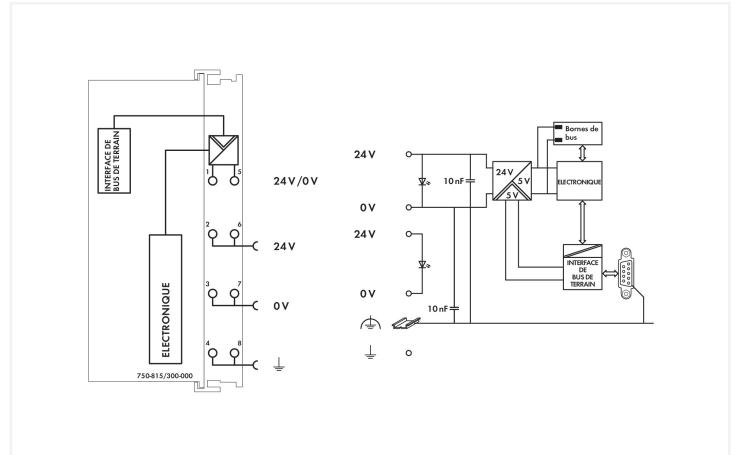 INTERFACE DE
BUS DE TERRAIN
ELECTRONIQUE
1
5
24 V/0 V
2
6
24 V
3
7
0 V
4
8
750-815/300-000
24 V
0 V
24 V
0 V
10 nF
10 nF
24 V
5 V
5 V
Bornes de
bus
ELECTRONIQUE
INTERFACE
DE
BUS DE
TERRAIN